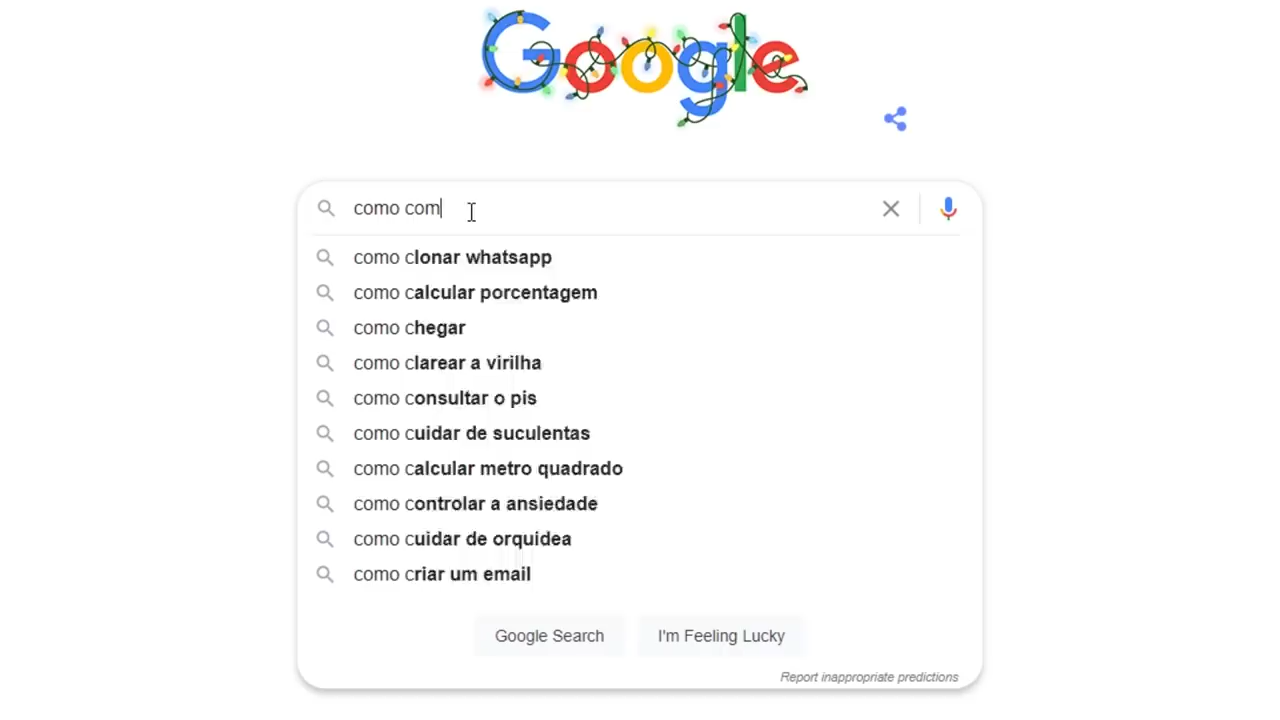 Google
como com
como clonar whatsapp
como calcular porcentagem
como chegar
como clarear a virilha
como consultar o pis
como cuidar de suculentas
como calcular metro quadrado
como controlar a ansiedade
como cuidar de orquídea
como criar um email
Google Search
I'm Feeling Lucky
Report inappropriate predictions